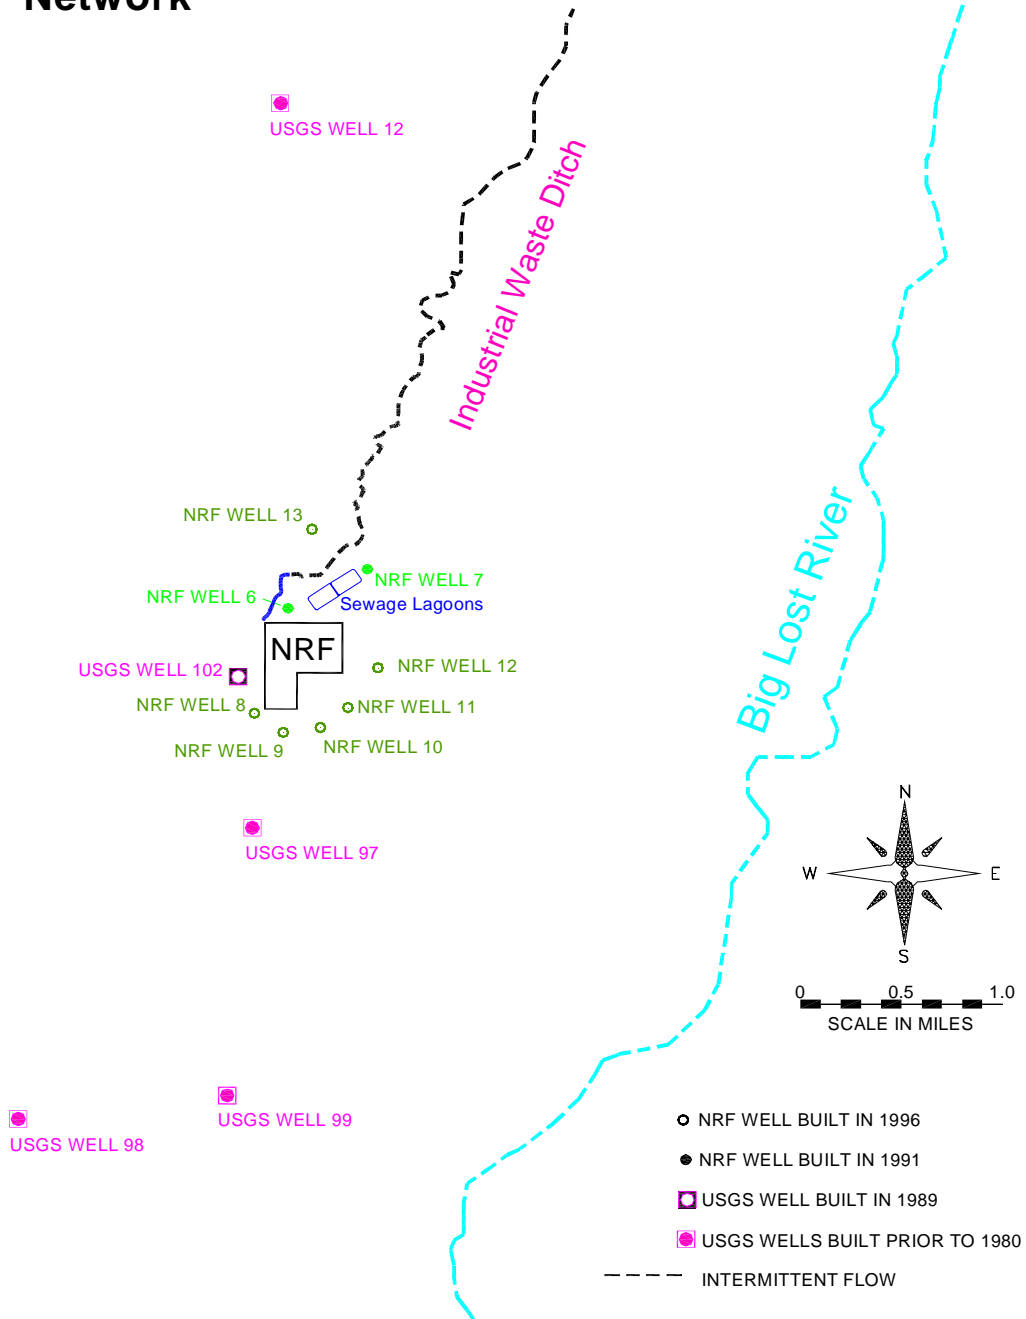 Network
USGS WELL 12
Industrial Waste Ditch
NRF WELL 13
NRF WELL 7
NRF WELL 6
Sewage Lagoons
NRF
USGS WELL 102
NRF WELL 12
NRF WELL 8
NRF WELL 11
NRF WELL 9
NRF WELL 10
Big Lost River
USGS WELL 97
N
W
E
S
0 0.5 1.0
SCALE IN MILES
USGS WELL 99
USGS WELL 98
NRF WELL BUILT IN 1996
NRF WELL BUILT IN 1991
USGS WELL BUILT IN 1989
USGS WELLS BUILT PRIOR TO 1980
INTERMITTENT FLOW